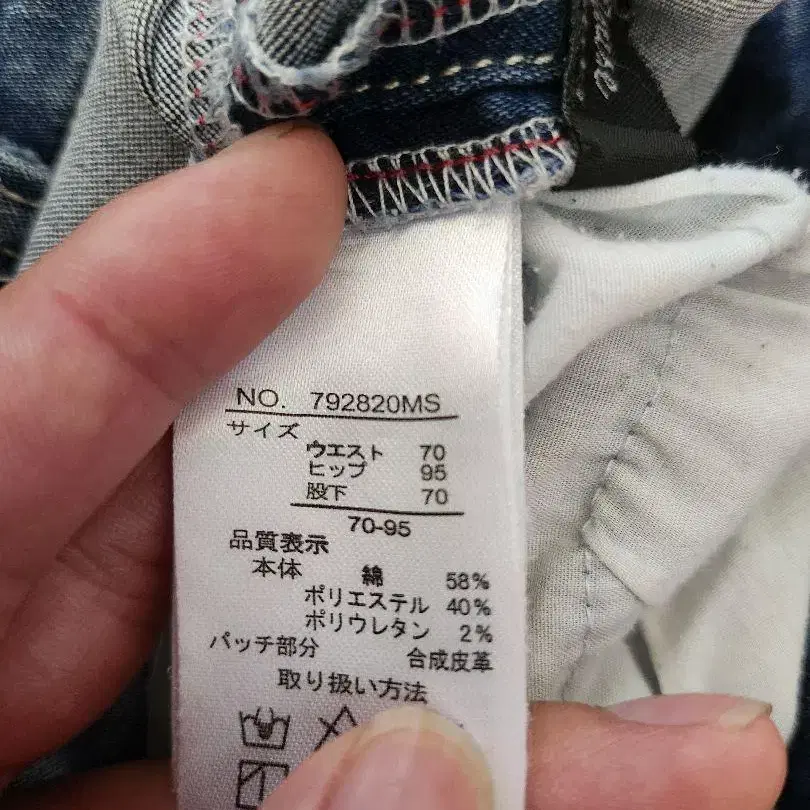 NO. 792820MS
サイズ
ウエスト 70
ヒップ 95
股下 70
70-95
品質表示
本体 綿 58%
ポリエステル 40%
ポリウレタン 2%
パッチ部分 合成皮革
取り扱い方法